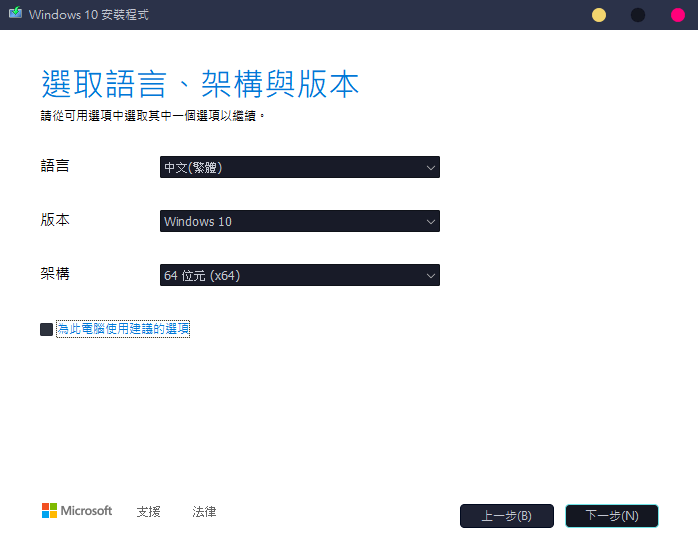 Windows 10 安裝程式
選取語言、架構與版本
請從可用選項中選取其中一個選項以繼續。
語言 中文(繁體)
版本 Windows 10
架構 64 位元 (x64)
為此電腦使用建議的選項
Microsoft 支援 法律 上一步(B) 下一步(N)